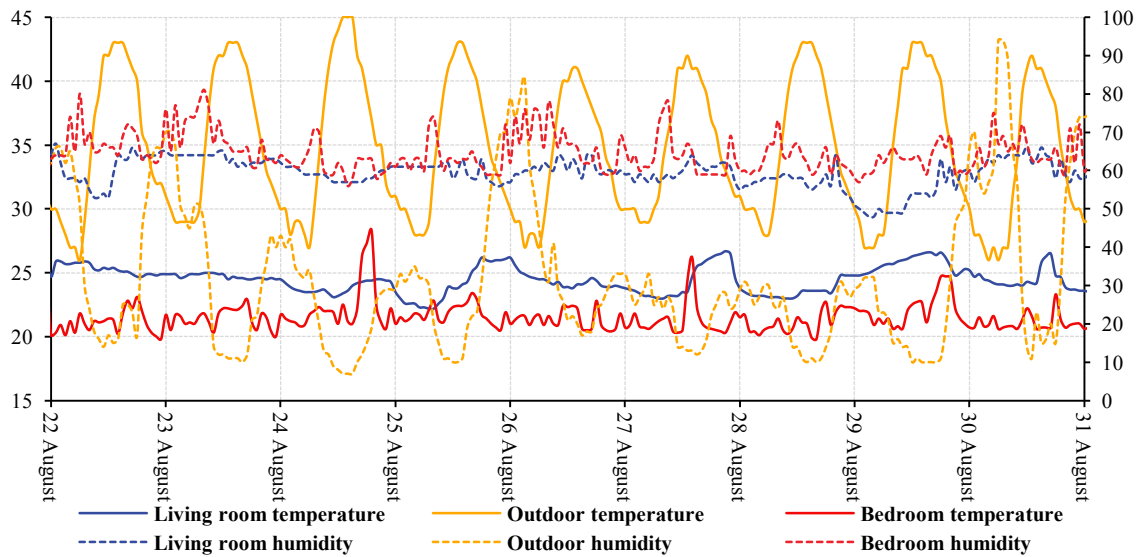 45
40
35
30
25
20
15
100
90
80
70
60
50
40
30
20
10
0
22 August
23 August
24 August
25 August
26 August
27 August
28 August
29 August
30 August
31 August
Living room temperature
Outdoor temperature
Bedroom temperature
Living room humidity
Outdoor humidity
Bedroom humidity